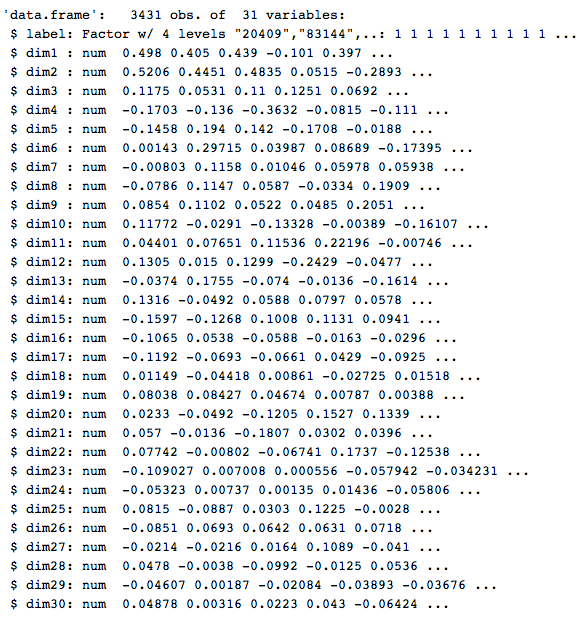 'data.frame':   3431 obs. of  31 variables:
 $ label: Factor w/ 4 levels "20409","83144",..: 1 1 1 1 1 1 1 1 1 1 ...
 $ dim1 : num  0.498 0.405 0.439 -0.101 0.397 ...
 $ dim2 : num  0.5206 0.4451 0.4835 0.0515 -0.2893 ...
 $ dim3 : num  0.1175 0.0531 0.11 0.1251 0.0692 ...
 $ dim4 : num  -0.1703 -0.136 -0.3632 -0.0815 -0.111 ...
 $ dim5 : num  -0.1458 0.194 0.142 -0.1708 -0.0188 ...
 $ dim6 : num  0.00143 0.29715 0.03987 0.08689 -0.17395 ...
 $ dim7 : num  -0.00803 0.1158 0.01046 0.05978 0.05938 ...
 $ dim8 : num  -0.0786 0.1147 0.0587 -0.0334 0.1909 ...
 $ dim9 : num  0.0854 0.1102 0.0522 0.0485 0.2051 ...
 $ dim10: num  0.11772 -0.0291 -0.13328 -0.00389 -0.16107 ...
 $ dim11: num  0.04401 0.07651 0.11536 0.22196 -0.00746 ...
 $ dim12: num  0.1305 0.015 0.1299 -0.2429 -0.0477 ...
 $ dim13: num  -0.0374 0.1755 -0.074 -0.0136 -0.1614 ...
 $ dim14: num  0.1316 -0.0492 0.0588 0.0797 0.0578 ...
 $ dim15: num  -0.1597 -0.1268 0.1008 0.1131 0.0941 ...
 $ dim16: num  -0.1065 0.0538 -0.0588 -0.0163 -0.0296 ...
 $ dim17: num  -0.1192 -0.0693 -0.0661 0.0429 -0.0925 ...
 $ dim18: num  0.01149 -0.04418 0.00861 -0.02725 0.01518 ...
 $ dim19: num  0.08038 0.08427 0.04674 0.00787 0.00388 ...
 $ dim20: num  0.0233 -0.0492 -0.1205 0.1527 0.1339 ...
 $ dim21: num  0.057 -0.0136 -0.1807 0.0302 0.0396 ...
 $ dim22: num  0.07742 -0.00802 -0.06741 0.1737 -0.12538 ...
 $ dim23: num  -0.109027 0.007008 0.000556 -0.057942 -0.034231 ...
 $ dim24: num  -0.05323 0.00737 0.00135 0.01436 -0.05806 ...
 $ dim25: num  0.0815 -0.0887 0.0303 0.1225 -0.0028 ...
 $ dim26: num  -0.0851 0.0693 0.0642 0.0631 0.0718 ...
 $ dim27: num  -0.0214 -0.0216 0.0164 0.1089 -0.041 ...
 $ dim28: num  0.0478 -0.0038 -0.0992 -0.0125 0.0536 ...
 $ dim29: num  -0.04607 0.00187 -0.02084 -0.03893 -0.03676 ...
 $ dim30: num  0.04878 0.00316 0.0223 0.043 -0.06424 ...